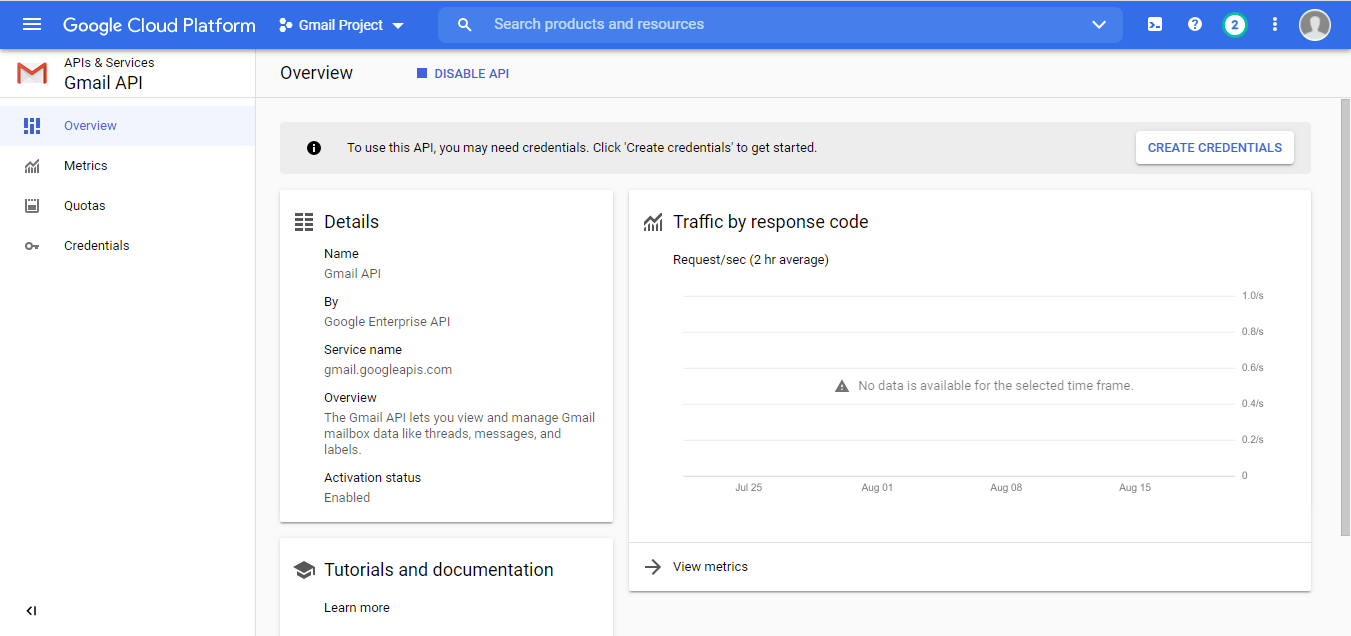 Google Cloud Platform
Gmail Project
Search products and resources
2
APIs & Services
Gmail API
Overview
DISABLE API
Overview
Metrics
Quotas
Credentials
To use this API, you may need credentials. Click 'Create credentials' to get started.
CREATE CREDENTIALS
Details
Name
Gmail API
By
Google Enterprise API
Service name
gmail.googleapis.com
Overview
The Gmail API lets you view and manage Gmail
mailbox data like threads, messages, and
labels.
Activation status
Enabled
Traffic by response code
Request/sec (2 hr average)
1.0/s
0.8/s
0.6/s
No data is available for the selected time frame.
0.4/s
0.2/s
0
Jul 25
Aug 01
Aug 08
Aug 15
View metrics
Tutorials and documentation
Learn more